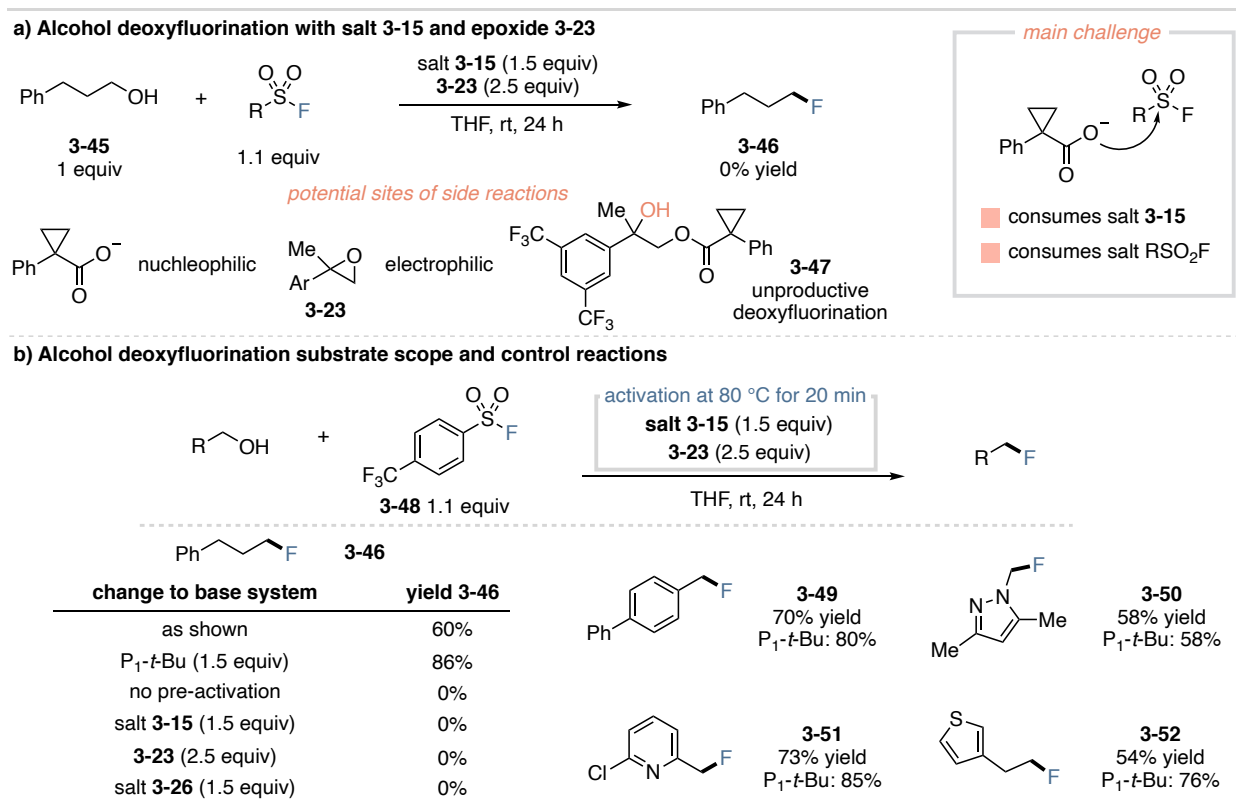 a) Alcohol deoxyfluorination with salt 3-15 and epoxide 3-23
Ph
OH
3-45
1 equiv
+
O O
S
R F
1.1 equiv
salt 3-15 (1.5 equiv)
3-23 (2.5 equiv)
THF, rt, 24 h
Ph
F
3-46
0% yield
main challenge
Ph
O−
O
O O
S
R F
consumes salt 3-15
consumes salt RSO2F
potential sites of side reactions
Ph
O−
O
nuchleophilic
Me
O
Ar
3-23
electrophilic
Me OH
F3C
O
O
Ph
CF3
3-47
unproductive
deoxyfluorination
b) Alcohol deoxyfluorination substrate scope and control reactions
R
OH
+
O O
S
F
F3C
3-48 1.1 equiv
activation at 80 °C for 20 min
salt 3-15 (1.5 equiv)
3-23 (2.5 equiv)
THF, rt, 24 h
R
F
Ph
F
3-46
change to base system yield 3-46
as shown 60%
P1-t-Bu (1.5 equiv) 86%
no pre-activation 0%
salt 3-15 (1.5 equiv) 0%
3-23 (2.5 equiv) 0%
salt 3-26 (1.5 equiv) 0%
F
Ph
3-49
70% yield
P1-t-Bu: 80%
F
N
N
Me
Me
3-50
58% yield
P1-t-Bu: 58%
Cl
N
F
3-51
73% yield
P1-t-Bu: 85%
S
F
3-52
54% yield
P1-t-Bu: 76%